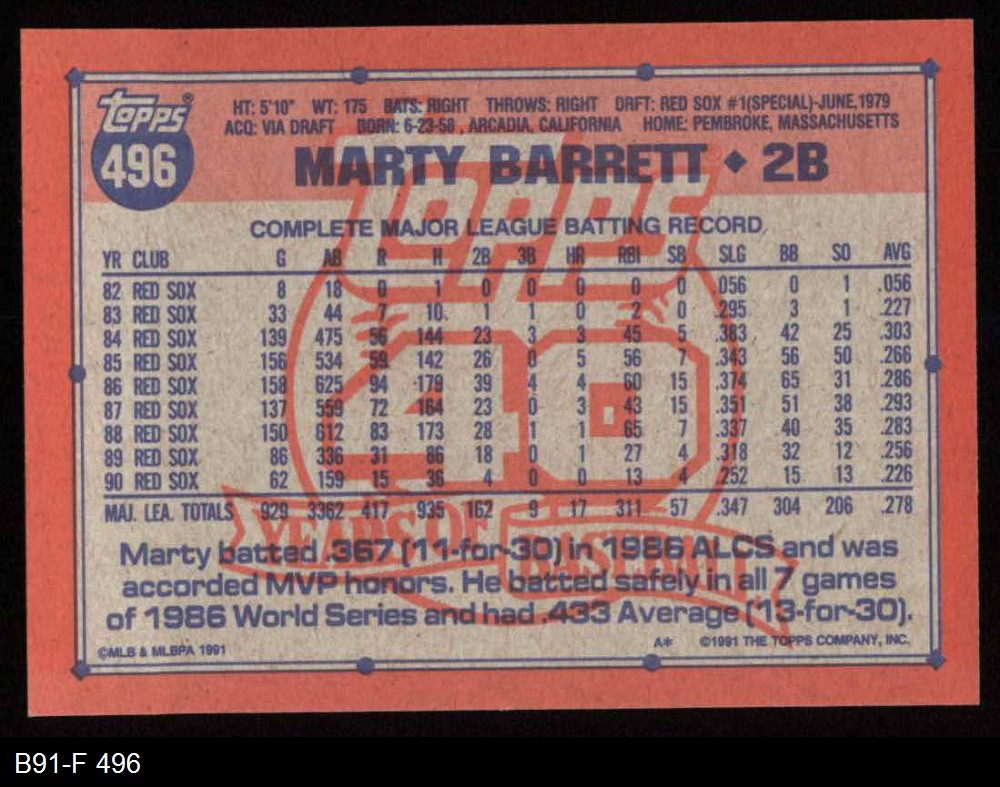 TOPPS®
496
HT: 5'10" WT: 175 BATS: RIGHT THROWS: RIGHT DRFT: RED SOX #1(SPECIAL)-JUNE,1979
ACQ: VIA DRAFT BORN: 6-23-58, ARCADIA, CALIFORNIA HOME: PEMBROKE, MASSACHUSETTS
MARTY BARRETT ◆ 2B
TOPPS
40
YEARS OF
BASEBALL
COMPLETE MAJOR LEAGUE BATTING RECORD
YR CLUB G AB R H 2B 3B HR RBI SB SLG BB SO AVG
82 RED SOX 8 18 0 1 0 0 0 0 0 .056 0 1 .056
83 RED SOX 33 44 7 10 1 1 0 2 0 .295 3 1 .227
84 RED SOX 139 475 56 144 23 3 3 45 5 .383 42 25 .303
85 RED SOX 156 534 59 142 26 0 5 56 7 .343 56 50 .266
86 RED SOX 158 625 94 179 39 4 4 60 15 .374 65 31 .286
87 RED SOX 137 559 72 164 23 0 3 43 15 .351 51 38 .293
88 RED SOX 150 612 83 173 28 1 1 65 7 .337 40 35 .283
89 RED SOX 86 336 31 86 18 0 1 27 4 .318 32 12 .256
90 RED SOX 62 159 15 36 4 0 0 13 4 .252 15 13 .226
MAJ. LEA. TOTALS 929 3362 417 935 162 9 17 311 57 .347 304 206 .278
Marty batted .367 (11-for-30) in 1986 ALCS and was
accorded MVP honors. He batted safely in all 7 games
of 1986 World Series and had .433 Average (13-for-30).
©MLB & MLBPA 1991 A* ©1991 THE TOPPS COMPANY, INC.
B91-F 496